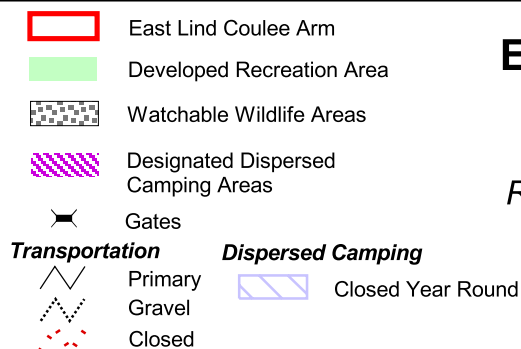 East Lind Coulee Arm
E
Developed Recreation Area
Watchable Wildlife Areas
Designated Dispersed
Camping Areas
R
Gates
Transportation
Dispersed Camping
Primary
Closed Year Round
Gravel
Closed